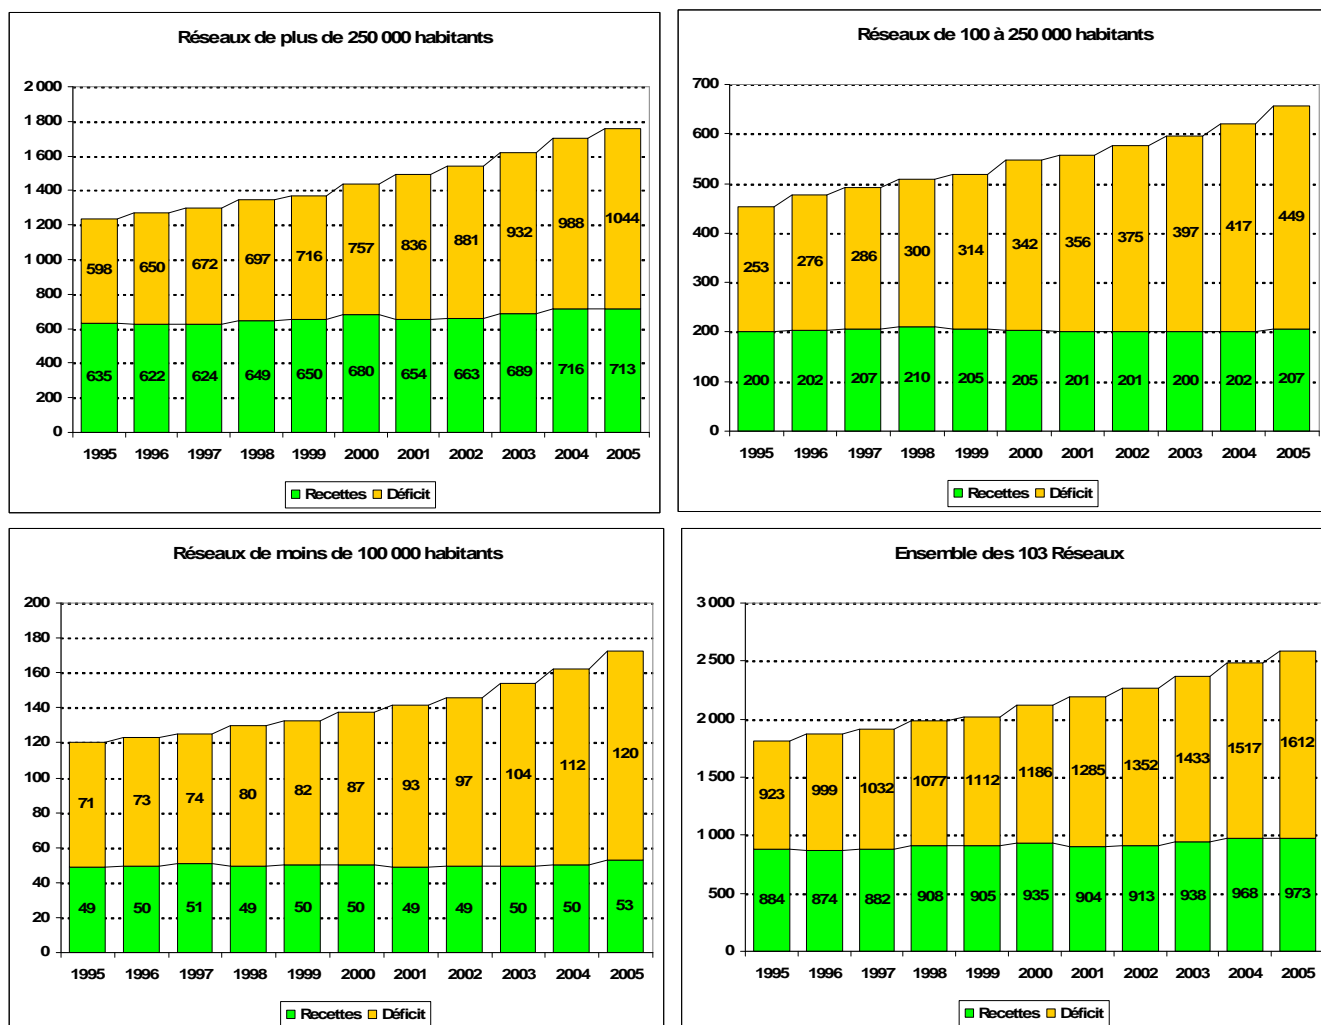 Réseaux de plus de 250 000 habitants
2 000
1 800
1 600
1 400
1 200
1 000
800
600
400
200
0
598 650 672 697 716 757 836 881 932 988 1044
635 622 624 649 650 680 654 663 689 716 713
1995 1996 1997 1998 1999 2000 2001 2002 2003 2004 2005
Recettes Déficit
Réseaux de 100 à 250 000 habitants
700
600
500
400
300
200
100
0
253 276 286 300 314 342 356 375 397 417 449
200 202 207 210 205 205 201 201 200 202 207
1995 1996 1997 1998 1999 2000 2001 2002 2003 2004 2005
Recettes Déficit
Réseaux de moins de 100 000 habitants
200
180
160
140
120
100
80
60
40
20
0
71 73 74 80 82 87 93 97 104 112 120
49 50 51 49 50 50 49 49 50 50 53
1995 1996 1997 1998 1999 2000 2001 2002 2003 2004 2005
Recettes Déficit
Ensemble des 103 Réseaux
3 000
2 500
2 000
1 500
1 000
500
0
923 999 1032 1077 1112 1186 1285 1352 1433 1517 1612
884 874 882 908 905 935 904 913 938 968 973
1995 1996 1997 1998 1999 2000 2001 2002 2003 2004 2005
Recettes Déficit